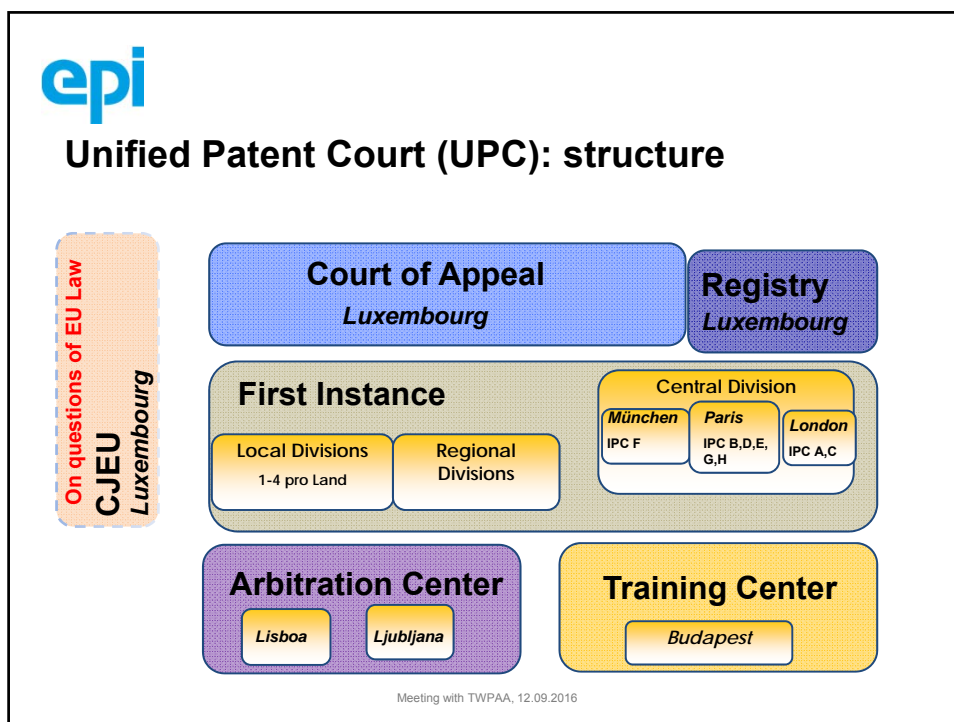 epi
Unified Patent Court (UPC): structure
On questions of EU Law
CJEU
Luxembourg
Court of Appeal
Luxembourg
Registry
Luxembourg
First Instance
Local Divisions
1-4 pro Land
Regional
Divisions
Central Division
München
IPC F
Paris
IPC B,D,E,
G,H
London
IPC A,C
Arbitration Center
Lisboa
Ljubljana
Training Center
Budapest
Meeting with TWPAA, 12.09.2016